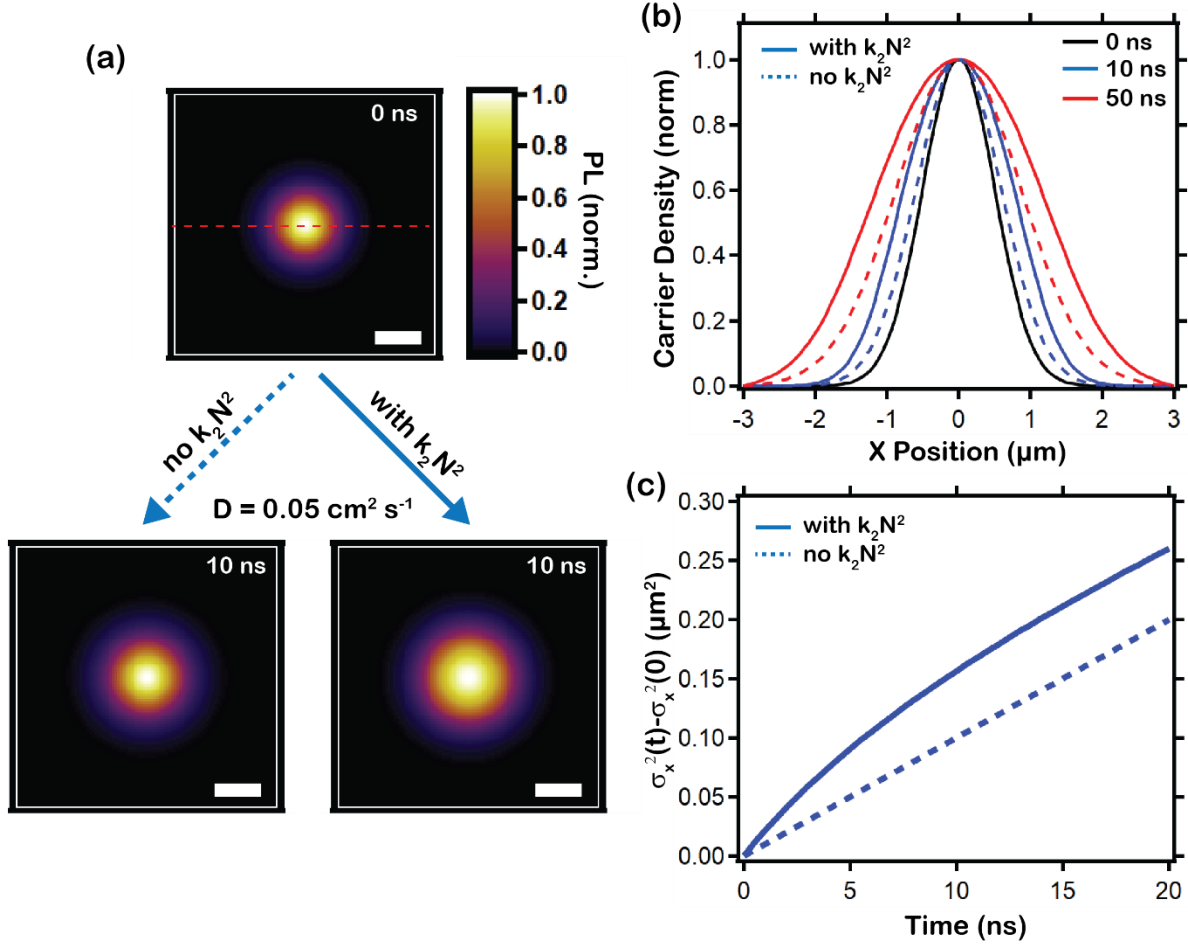 (a)
0 ns
1.0
0.8
0.6
0.4
0.2
0.0
PL (norm.)
no k₂N²
with k₂N²
D = 0.05 cm² s⁻¹
10 ns
10 ns
(b)
with k₂N²
no k₂N²
0 ns
10 ns
50 ns
1.0
0.8
0.6
0.4
0.2
0.0
Carrier Density (norm)
-3
-2
-1
0
1
2
3
X Position (µm)
(c)
with k₂N²
no k₂N²
0.30
0.25
0.20
0.15
0.10
0.05
0.00
σₓ²(t)-σₓ²(0) (µm²)
0
5
10
15
20
Time (ns)